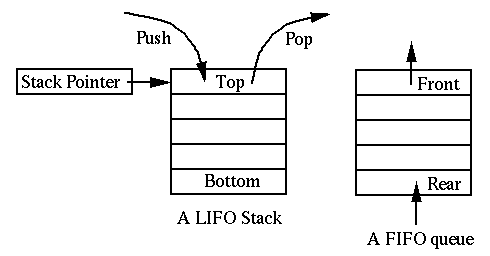 Push
Pop
Stack Pointer
Top
Front
Bottom
Rear
A LIFO Stack
A FIFO queue